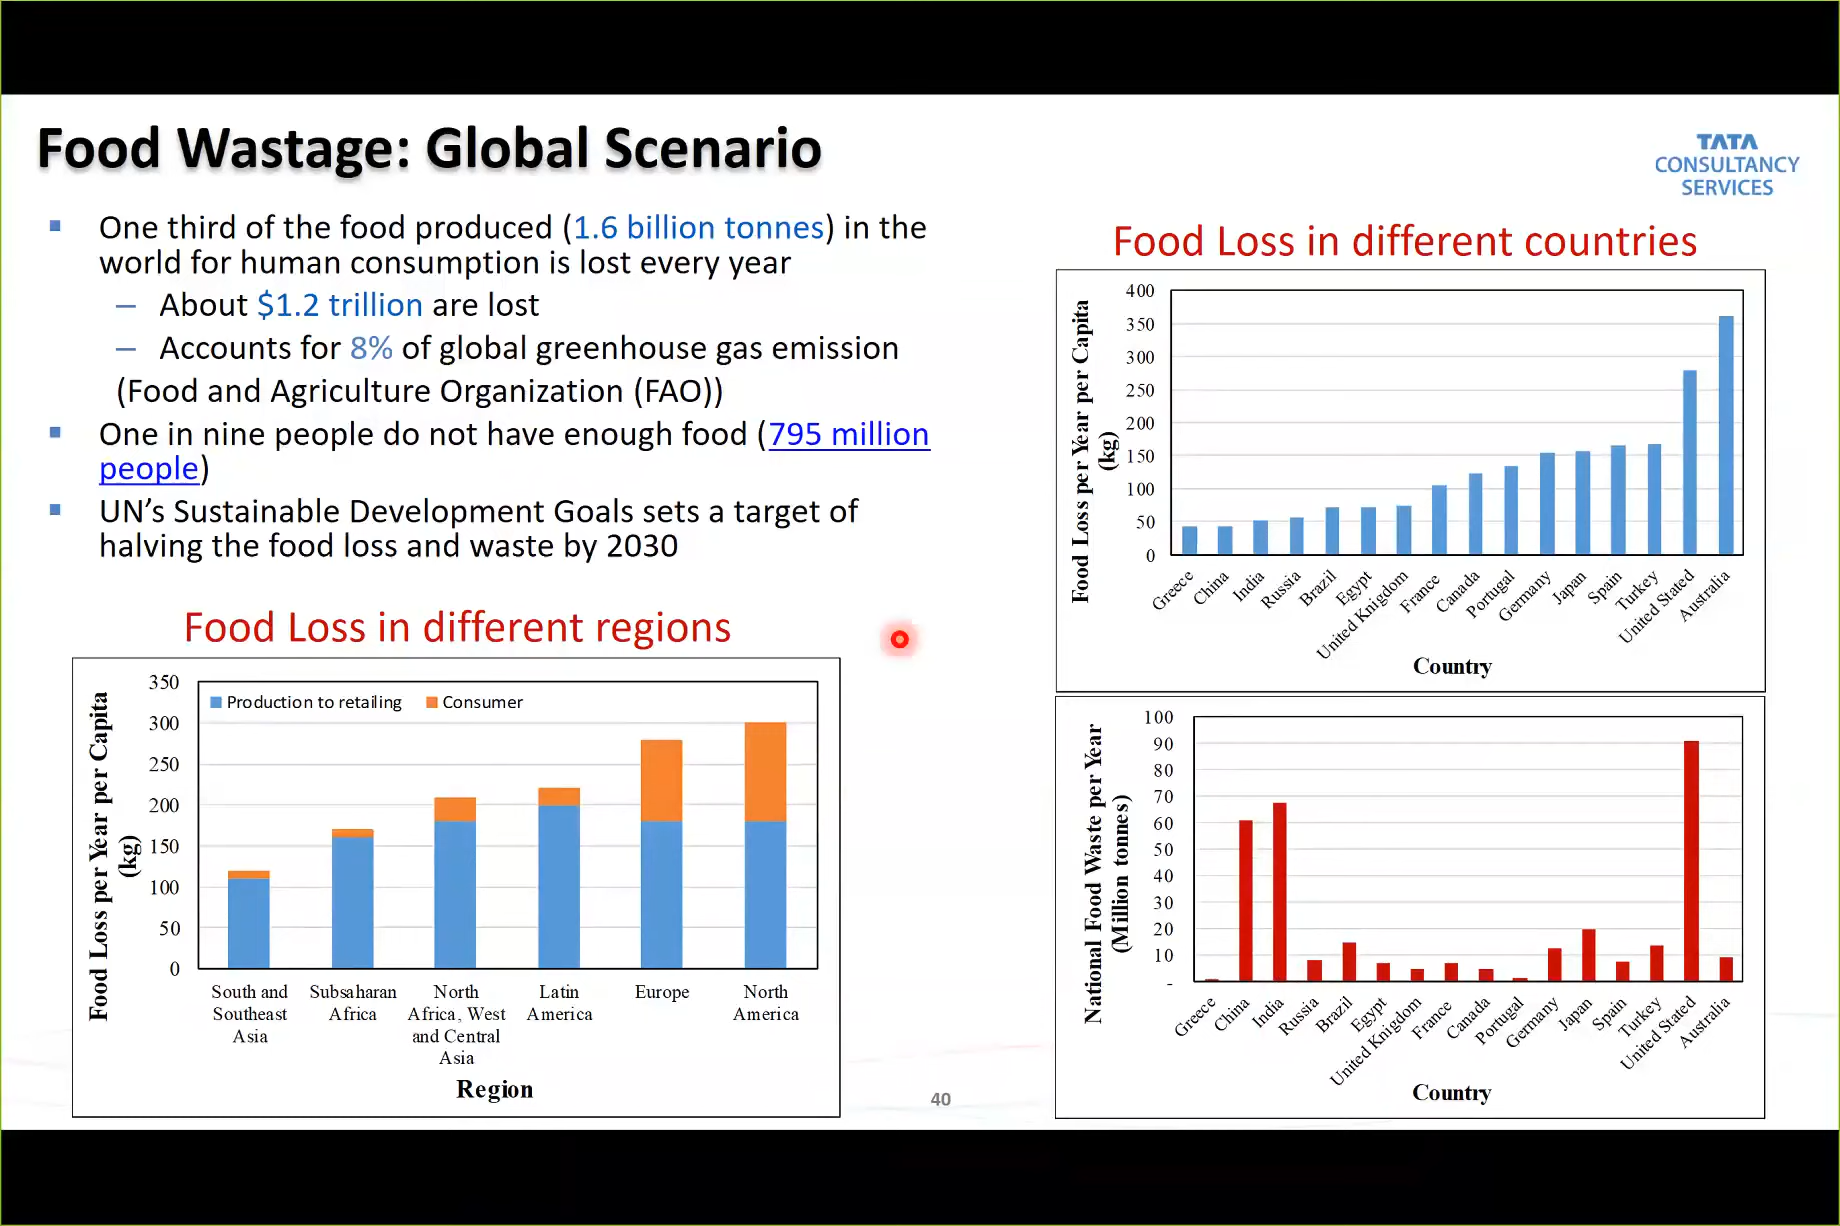 Food Wastage: Global Scenario
TATA
CONSULTANCY
SERVICES
▪ One third of the food produced (1.6 billion tonnes) in the
world for human consumption is lost every year
– About $1.2 trillion are lost
– Accounts for 8% of global greenhouse gas emission
(Food and Agriculture Organization (FAO))
▪ One in nine people do not have enough food (795 million
people)
▪ UN’s Sustainable Development Goals sets a target of
halving the food loss and waste by 2030
Food Loss in different regions
Food Loss per Year per Capita
(kg)
350
300
250
200
150
100
50
0
Production to retailing
Consumer
South and
Southeast
Asia
Subsaharan
Africa
North
Africa, West
and Central
Asia
Latin
America
Europe
North
America
Region
40
Food Loss in different countries
Food Loss per Year per Capita
(kg)
400
350
300
250
200
150
100
50
0
Greece
China
India
Russia
Brazil
Egypt
United Knigdom
France
Canada
Portugal
Germany
Japan
Spain
Turkey
United Stated
Australia
Country
National Food Waste per Year
(Million tonnes)
100
90
80
70
60
50
40
30
20
10
-
Greece
China
India
Russia
Brazil
Egypt
United Knigdom
France
Canada
Portugal
Germany
Japan
Spain
Turkey
United Stated
Australia
Country